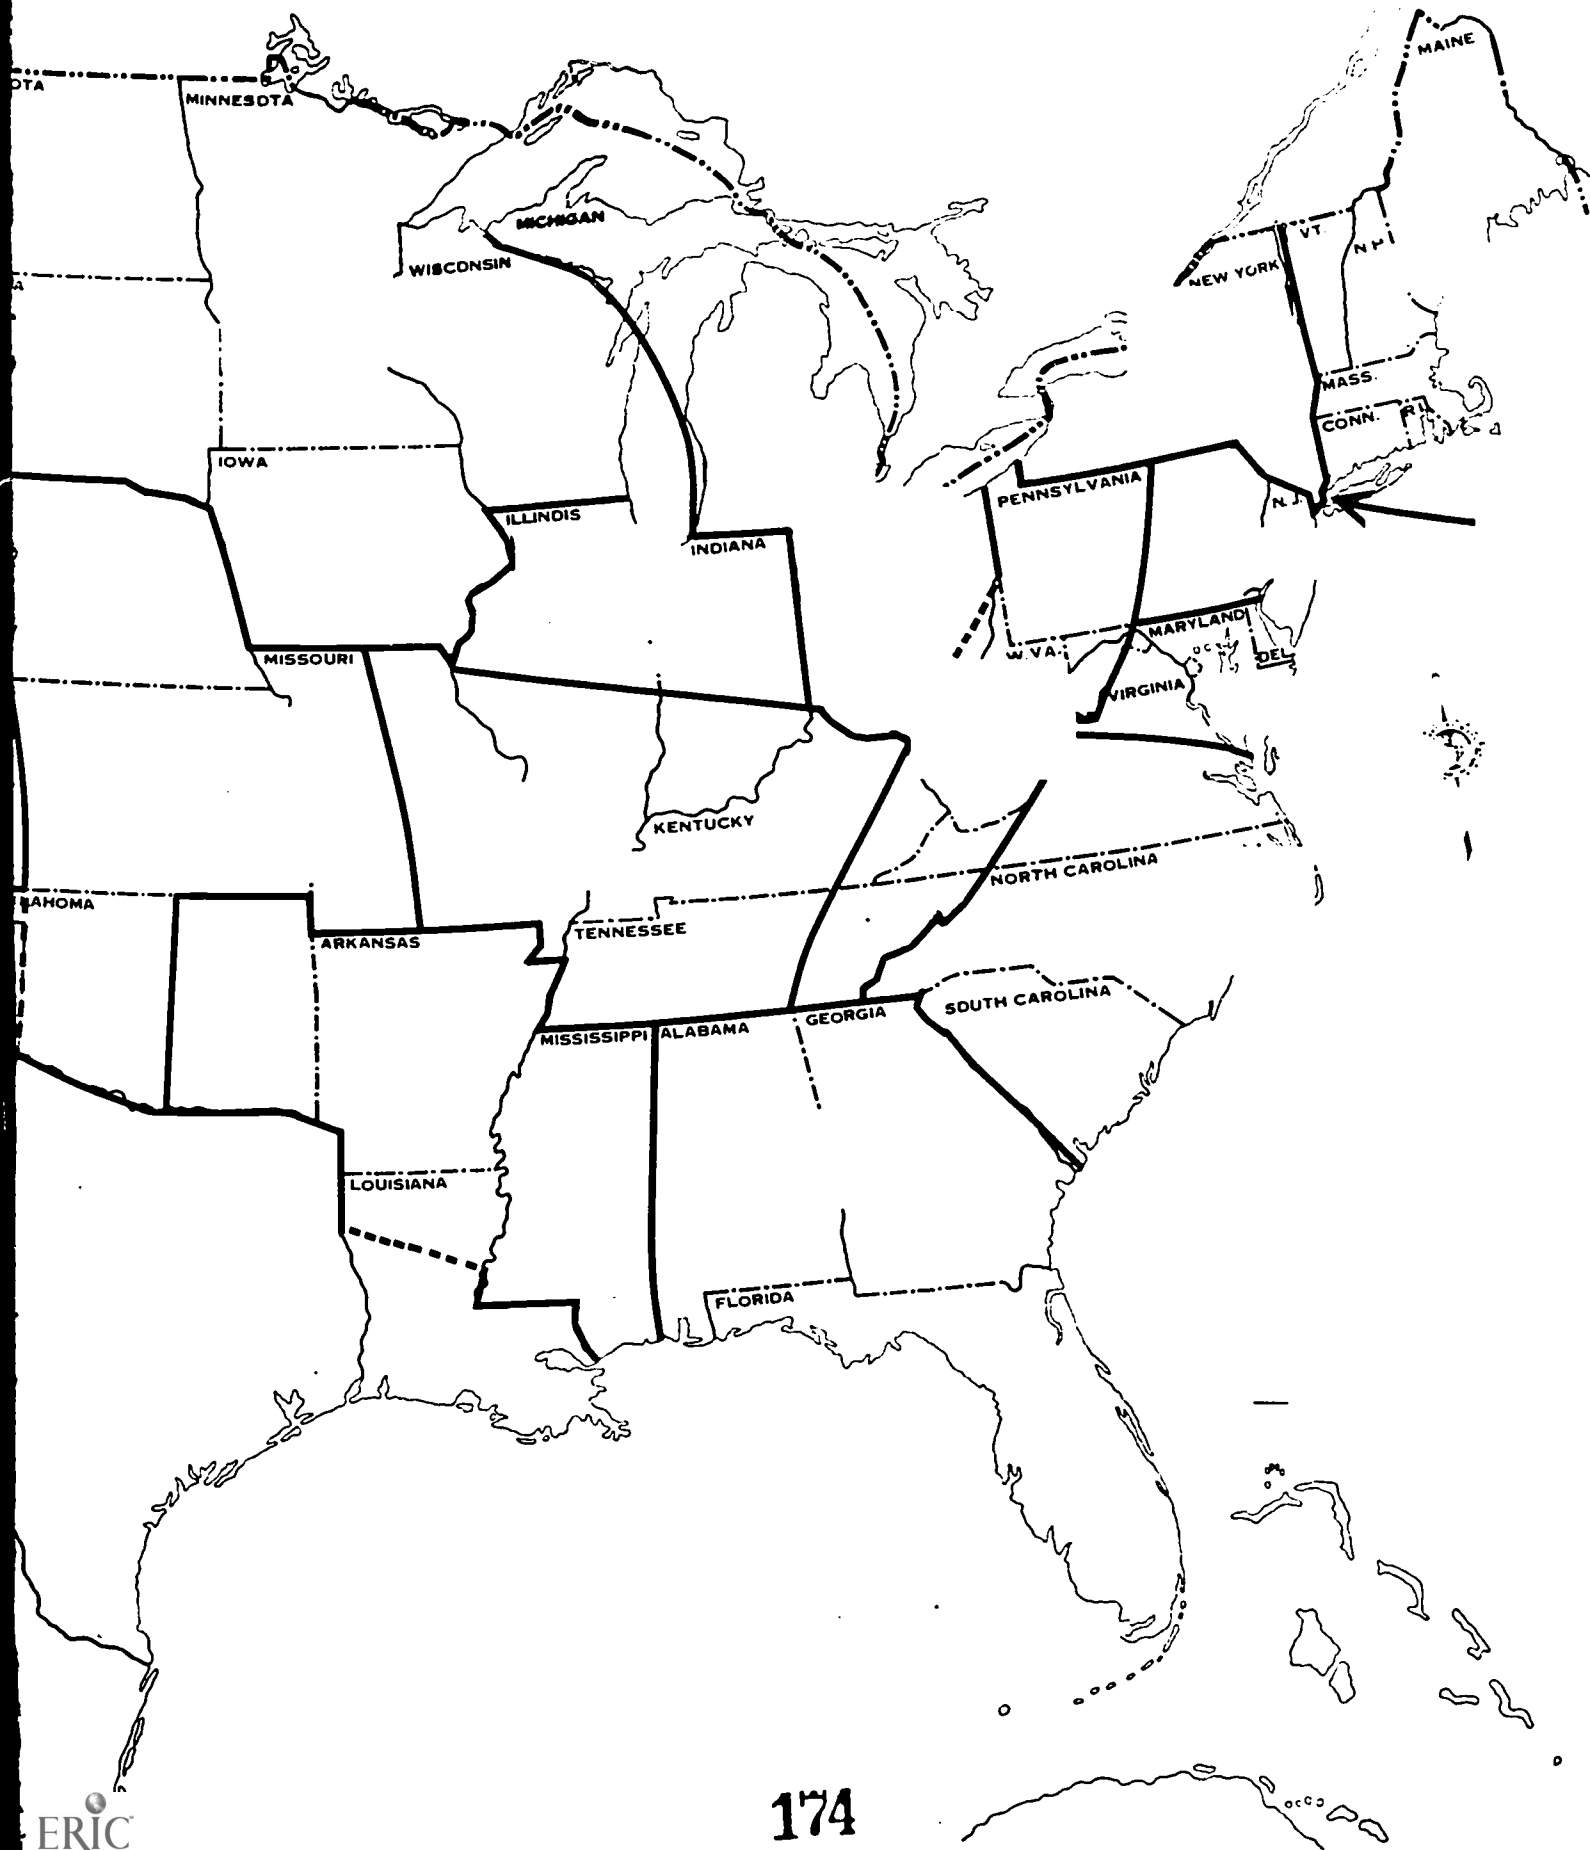 MAINE
OTA
MINNESOTA
MICHIGAN
VT.
N.H
WISCONSIN
NEW YORK
MASS.
CONN.
R.I.
IOWA
PENNSYLVANIA
N.J.
ILLINOIS
INDIANA
MARYLAND
MISSOURI
W.VA.
DEL
VIRGINIA
KENTUCKY
NORTH CAROLINA
LAHOMA
TENNESSEE
ARKANSAS
SOUTH CAROLINA
GEORGIA
MISSISSIPPI
ALABAMA
LOUISIANA
FLORIDA
174
ERIC